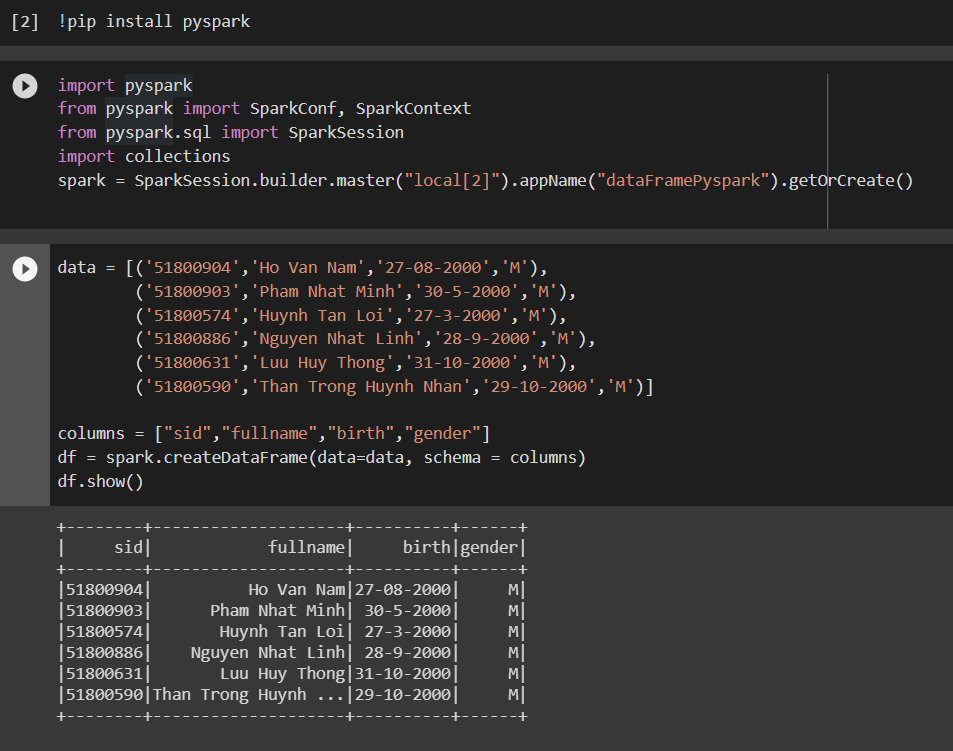 [2] !pip install pyspark
import pyspark
from pyspark import SparkConf, SparkContext
from pyspark.sql import SparkSession
import collections
spark = SparkSession.builder.master("local[2]").appName("dataFramePyspark").getOrCreate()
data = [('51800904','Ho Van Nam','27-08-2000','M'),
        ('51800903','Pham Nhat Minh','30-5-2000','M'),
        ('51800574','Huynh Tan Loi','27-3-2000','M'),
        ('51800886','Nguyen Nhat Linh','28-9-2000','M'),
        ('51800631','Luu Huy Thong','31-10-2000','M'),
        ('51800590','Than Trong Huynh Nhan','29-10-2000','M')]
columns = ["sid","fullname","birth","gender"]
df = spark.createDataFrame(data=data, schema = columns)
df.show()
+--------+--------------------+----------+------+
|     sid|            fullname|     birth|gender|
+--------+--------------------+----------+------+
|51800904|          Ho Van Nam|27-08-2000|     M|
|51800903|      Pham Nhat Minh| 30-5-2000|     M|
|51800574|       Huynh Tan Loi| 27-3-2000|     M|
|51800886|    Nguyen Nhat Linh| 28-9-2000|     M|
|51800631|       Luu Huy Thong|31-10-2000|     M|
|51800590|Than Trong Huynh ...|29-10-2000|     M|
+--------+--------------------+----------+------+